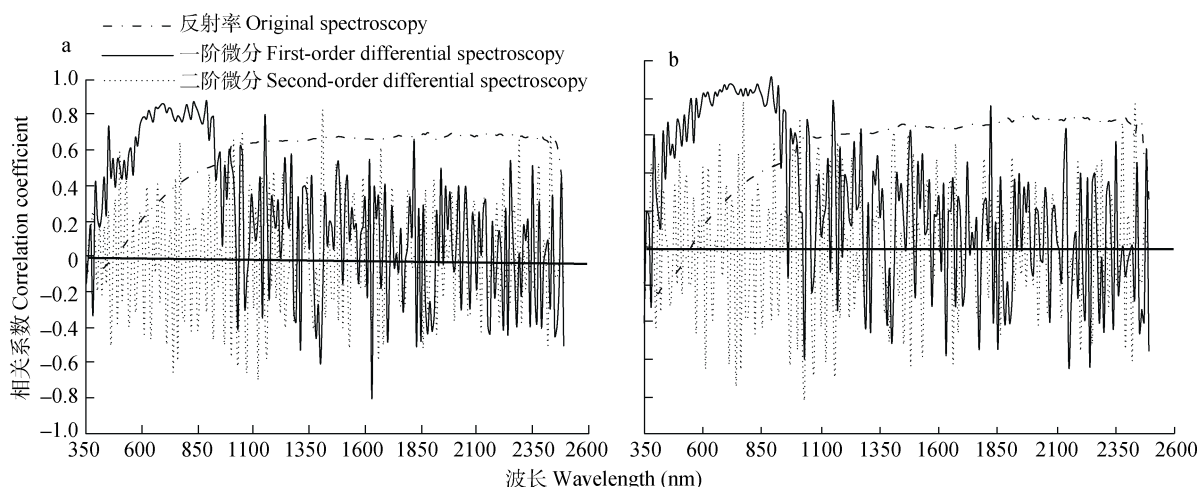 反射率 Original spectroscopy
a
一阶微分 First-order differential spectroscopy
b
二阶微分 Second-order differential spectroscopy
相关系数 Correlation coefficient
1.0
0.8
0.6
0.4
0.2
0
–0.2
–0.4
–0.6
–0.8
–1.0
350 600 850 1100 1350 1600 1850 2100 2350 2600
350 600 850 1100 1350 1600 1850 2100 2350 2600
波长 Wavelength (nm)